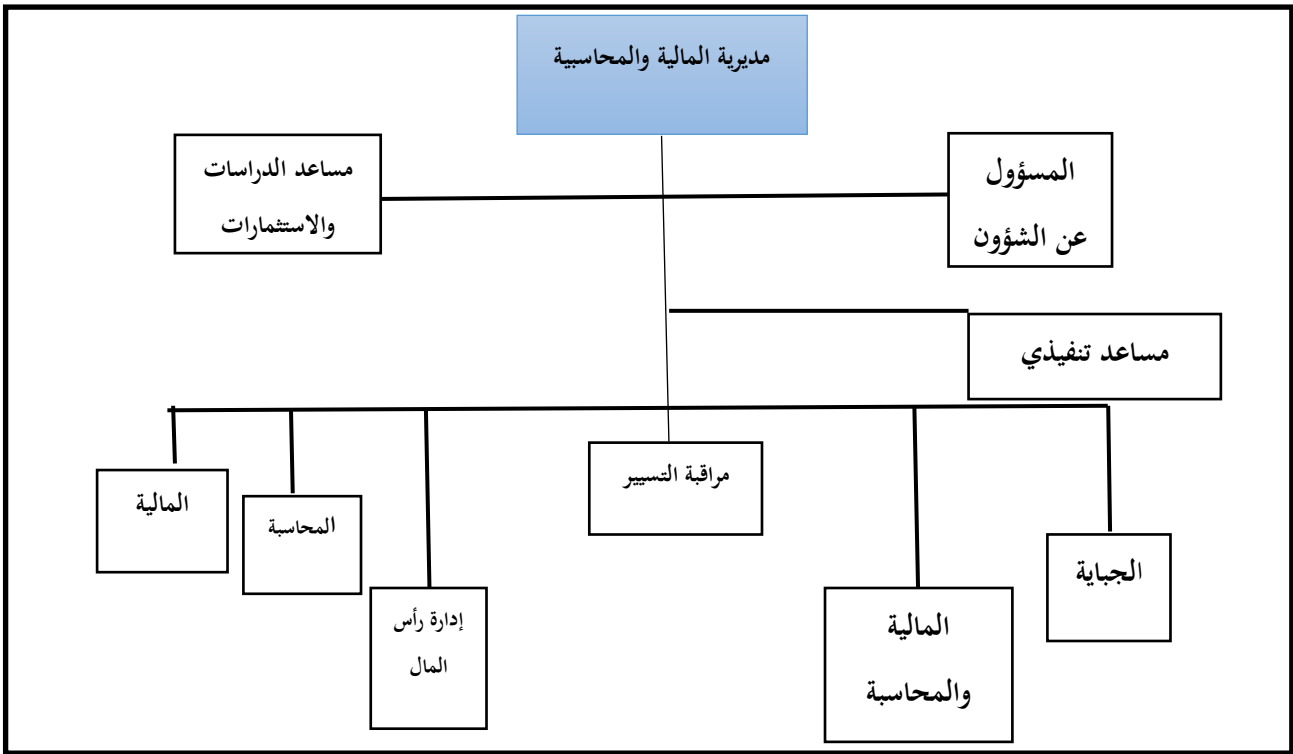 مديرية المالية والمحاسبية
المسؤول
عن الشؤون
مساعد الدراسات
والاستثمارات
مساعد تنفيذي
مراقبة التسيير
الجباية
المالية
والمحاسبة
إدارة رأس
المال
المحاسبة
المالية